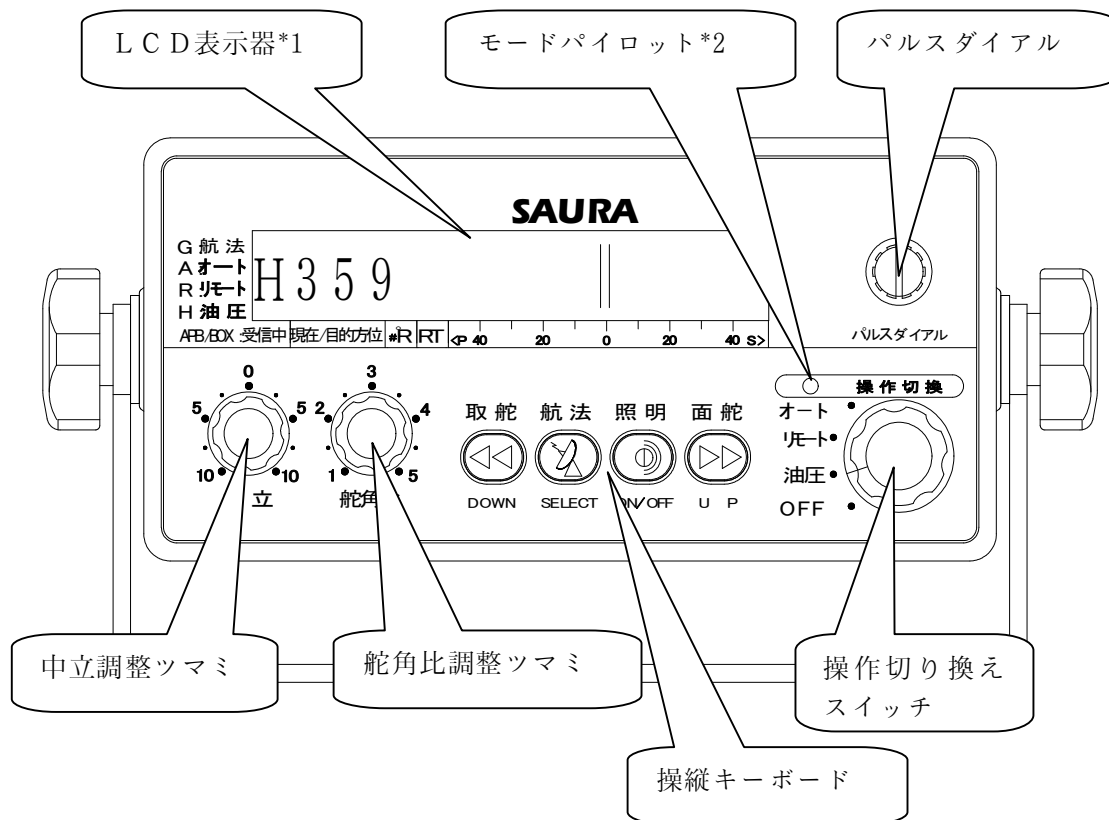 LCD表示器*1
モードパイロット*2
パルスダイアル
SAURA
G 航法
A オート
R リモート
H 油圧
H359
APB/BOX 受信中 現在/目的方位 #°R RT <P 40 20 0 20 40 S>
パルスダイアル
0
5 5
10 10
立
3
2 4
1 5
舵角
取舵 航法 照明 面舵
DOWN SELECT ON/OFF UP
操作切換
オート
リモート
油圧
OFF
中立調整ツマミ
舵角比調整ツマミ
操作切り換え
スイッチ
操縦キーボード